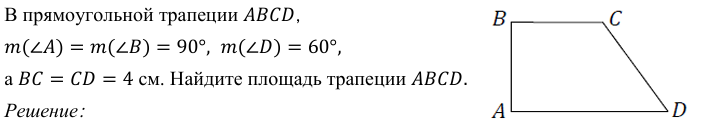 В прямоугольной трапеции ABCD,
m(∠A) = m(∠B) = 90°, m(∠D) = 60°,
а BC = CD = 4 см. Найдите площадь трапеции ABCD.
Решение:
B
C
A
D